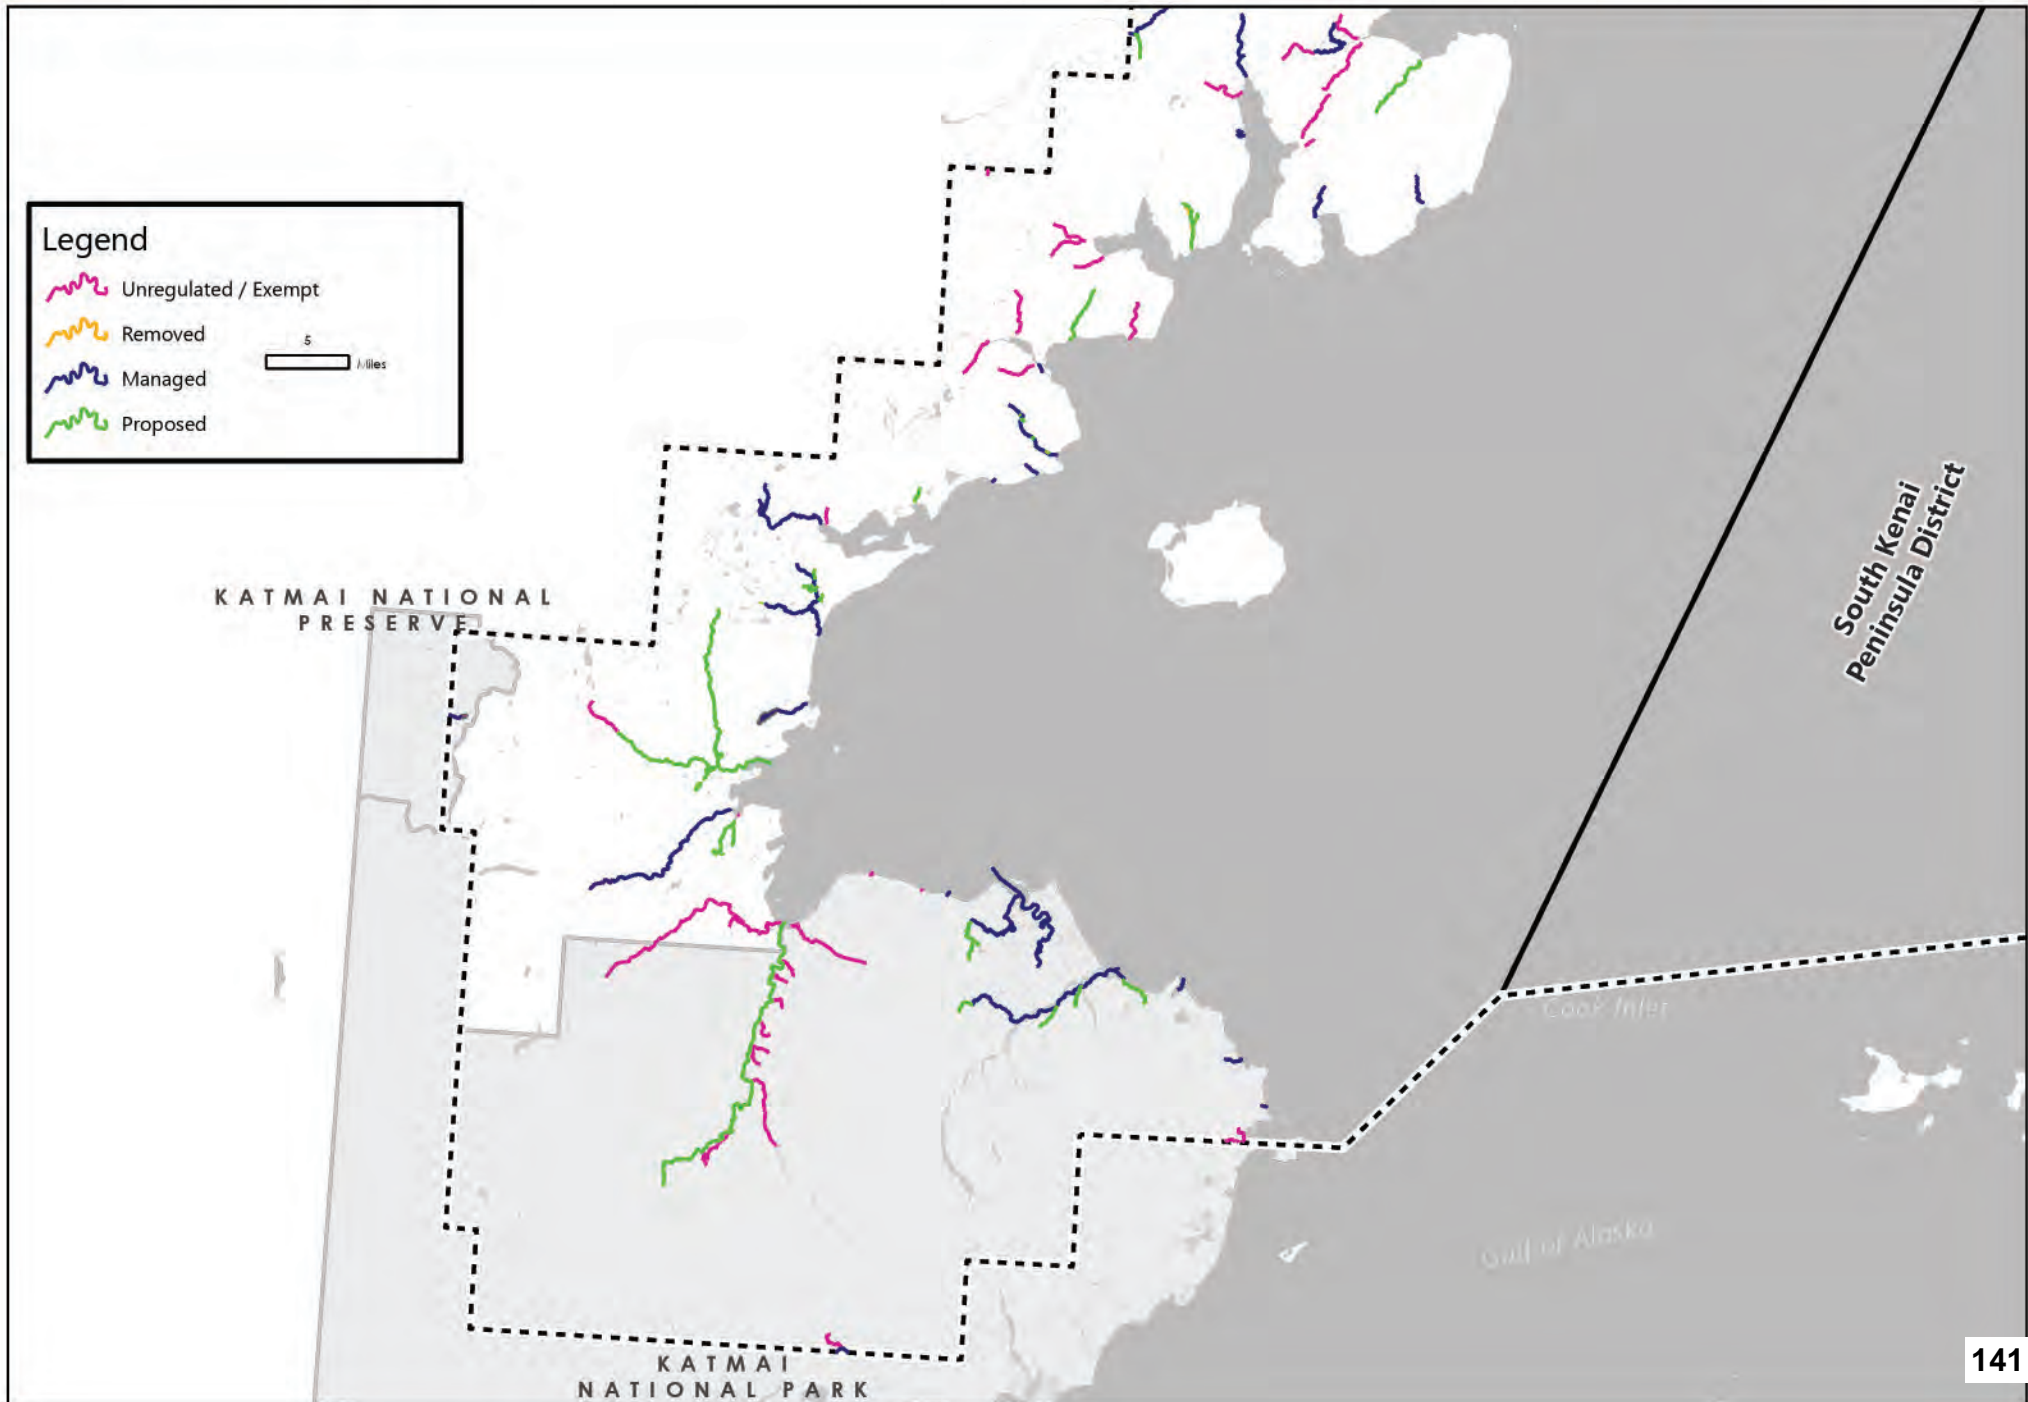 Legend
Unregulated / Exempt
Removed
5
Miles
Managed
Proposed
KATMAI NATIONAL
PRESERVE
South Kenai
Peninsula District
Cook Inlet
Gulf of Alaska
KATMAI
NATIONAL PARK
141